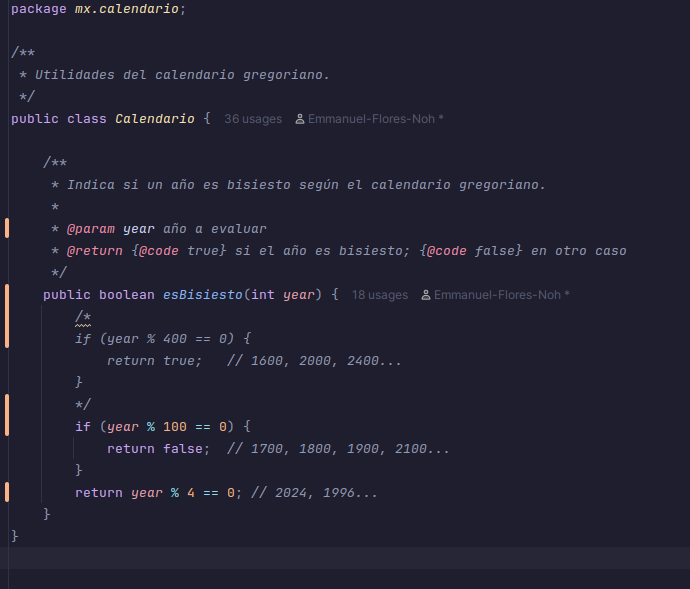 package mx.calendario;
/**
 * Utilidades del calendario gregoriano.
 */
public class Calendario { 36 usages Emmanuel-Flores-Noh *
    /**
     * Indica si un año es bisiesto según el calendario gregoriano.
     *
     * @param year año a evaluar
     * @return {@code true} si el año es bisiesto; {@code false} en otro caso
     */
    public boolean esBisiesto(int year) { 18 usages Emmanuel-Flores-Noh *
        /*
        if (year % 400 == 0) {
            return true;   // 1600, 2000, 2400...
        }
        */
        if (year % 100 == 0) {
            return false;  // 1700, 1800, 1900, 2100...
        }
        return year % 4 == 0; // 2024, 1996...
    }
}